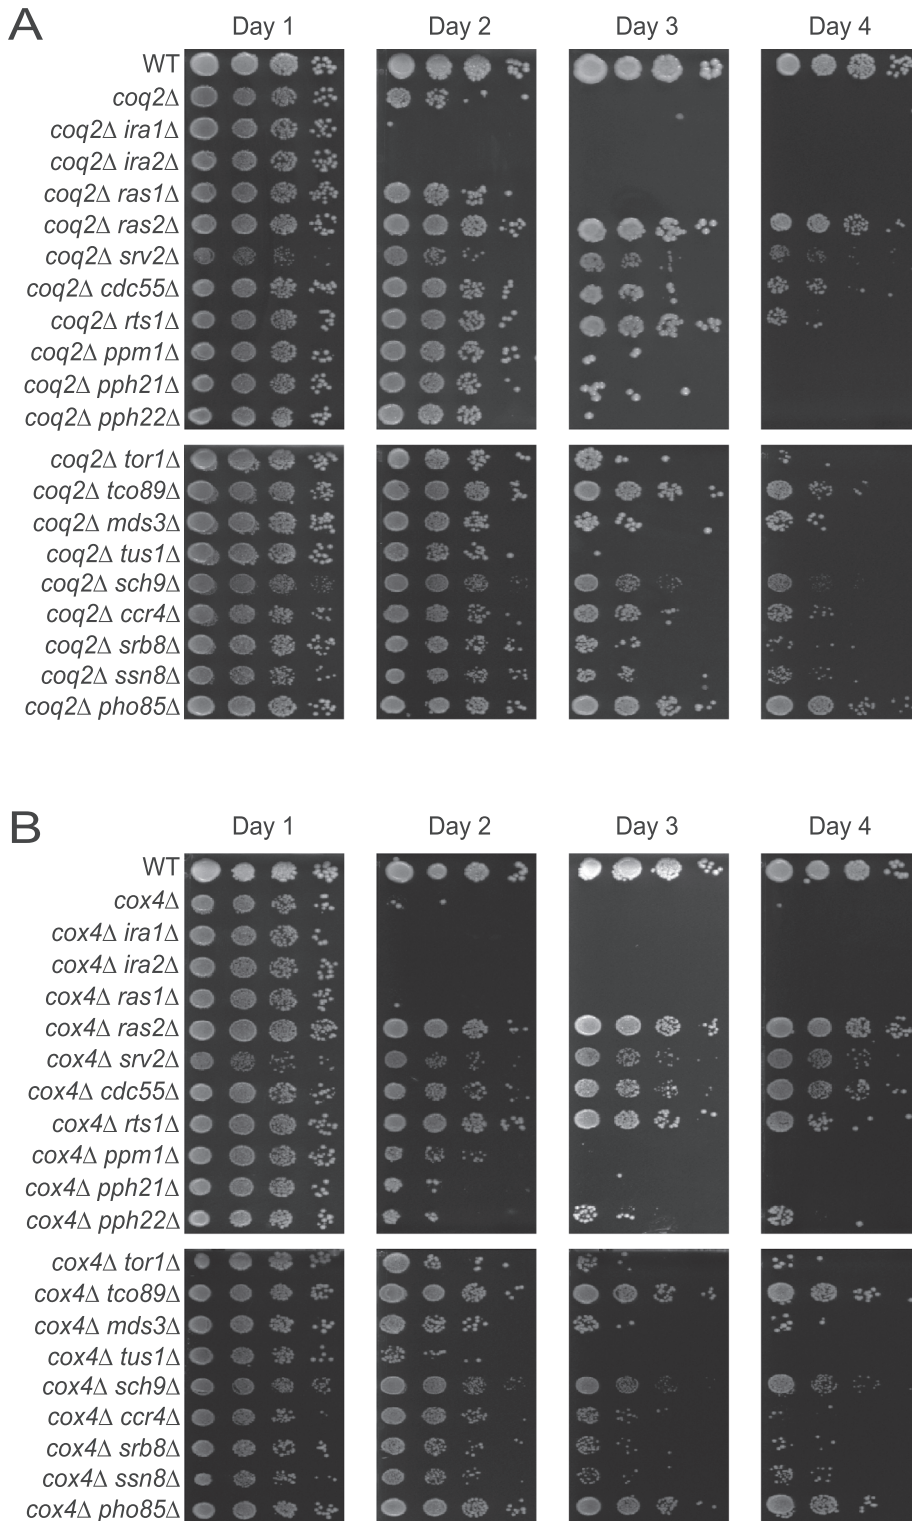 A
Day 1 Day 2 Day 3 Day 4
WT
coq2Δ
coq2Δ ira1Δ
coq2Δ ira2Δ
coq2Δ ras1Δ
coq2Δ ras2Δ
coq2Δ srv2Δ
coq2Δ cdc55Δ
coq2Δ rts1Δ
coq2Δ ppm1Δ
coq2Δ pph21Δ
coq2Δ pph22Δ
coq2Δ tor1Δ
coq2Δ tco89Δ
coq2Δ mds3Δ
coq2Δ tus1Δ
coq2Δ sch9Δ
coq2Δ ccr4Δ
coq2Δ srb8Δ
coq2Δ ssn8Δ
coq2Δ pho85Δ
B
Day 1 Day 2 Day 3 Day 4
WT
cox4Δ
cox4Δ ira1Δ
cox4Δ ira2Δ
cox4Δ ras1Δ
cox4Δ ras2Δ
cox4Δ srv2Δ
cox4Δ cdc55Δ
cox4Δ rts1Δ
cox4Δ ppm1Δ
cox4Δ pph21Δ
cox4Δ pph22Δ
cox4Δ tor1Δ
cox4Δ tco89Δ
cox4Δ mds3Δ
cox4Δ tus1Δ
cox4Δ sch9Δ
cox4Δ ccr4Δ
cox4Δ srb8Δ
cox4Δ ssn8Δ
cox4Δ pho85Δ